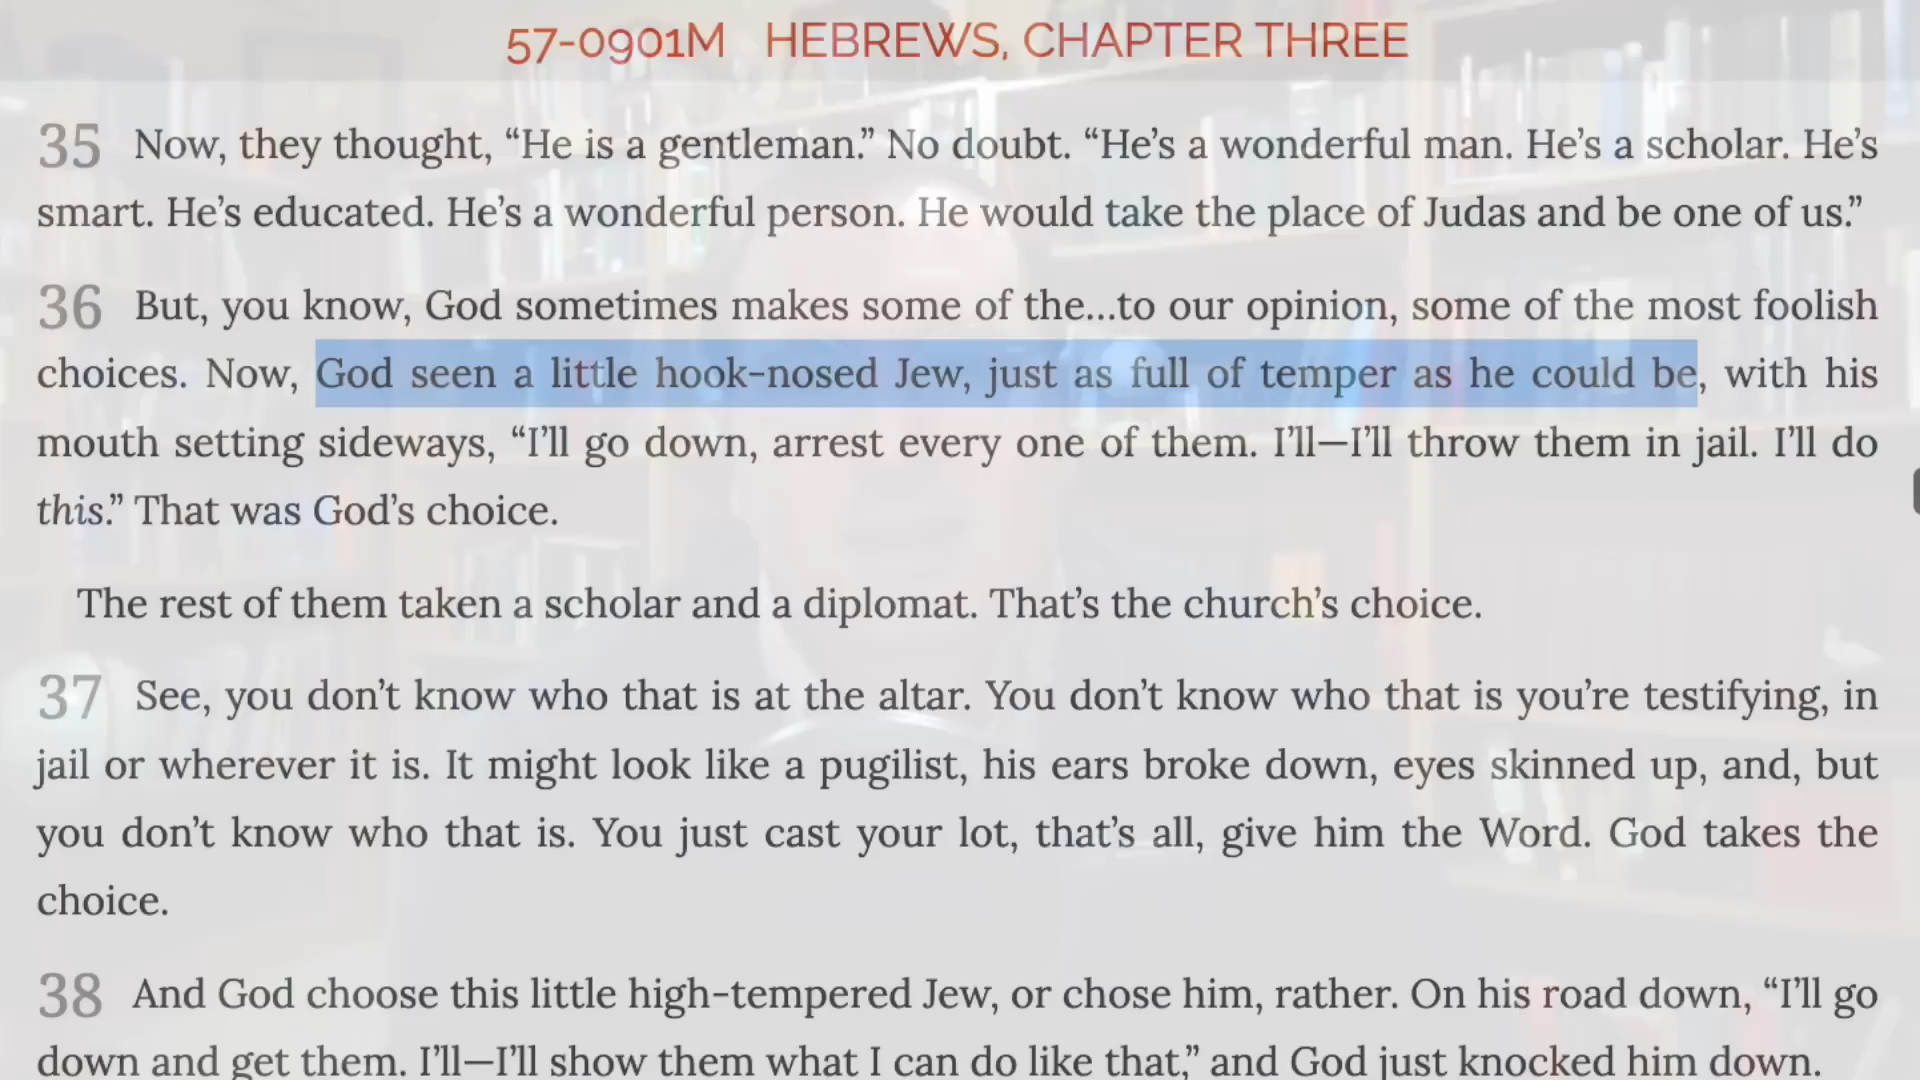 57-0901M HEBREWS, CHAPTER THREE
35 Now, they thought, “He is a gentleman.” No doubt. “He’s a wonderful man. He’s a scholar. He’s
smart. He’s educated. He’s a wonderful person. He would take the place of Judas and be one of us.”
36 But, you know, God sometimes makes some of the...to our opinion, some of the most foolish
choices. Now, God seen a little hook-nosed Jew, just as full of temper as he could be, with his
mouth setting sideways, “I’ll go down, arrest every one of them. I’ll—I’ll throw them in jail. I’ll do
this.” That was God’s choice.
The rest of them taken a scholar and a diplomat. That’s the church’s choice.
37 See, you don’t know who that is at the altar. You don’t know who that is you’re testifying, in
jail or wherever it is. It might look like a pugilist, his ears broke down, eyes skinned up, and, but
you don’t know who that is. You just cast your lot, that’s all, give him the Word. God takes the
choice.
38 And God choose this little high-tempered Jew, or chose him, rather. On his road down, “I’ll go
down and get them. I’ll—I’ll show them what I can do like that,” and God just knocked him down.